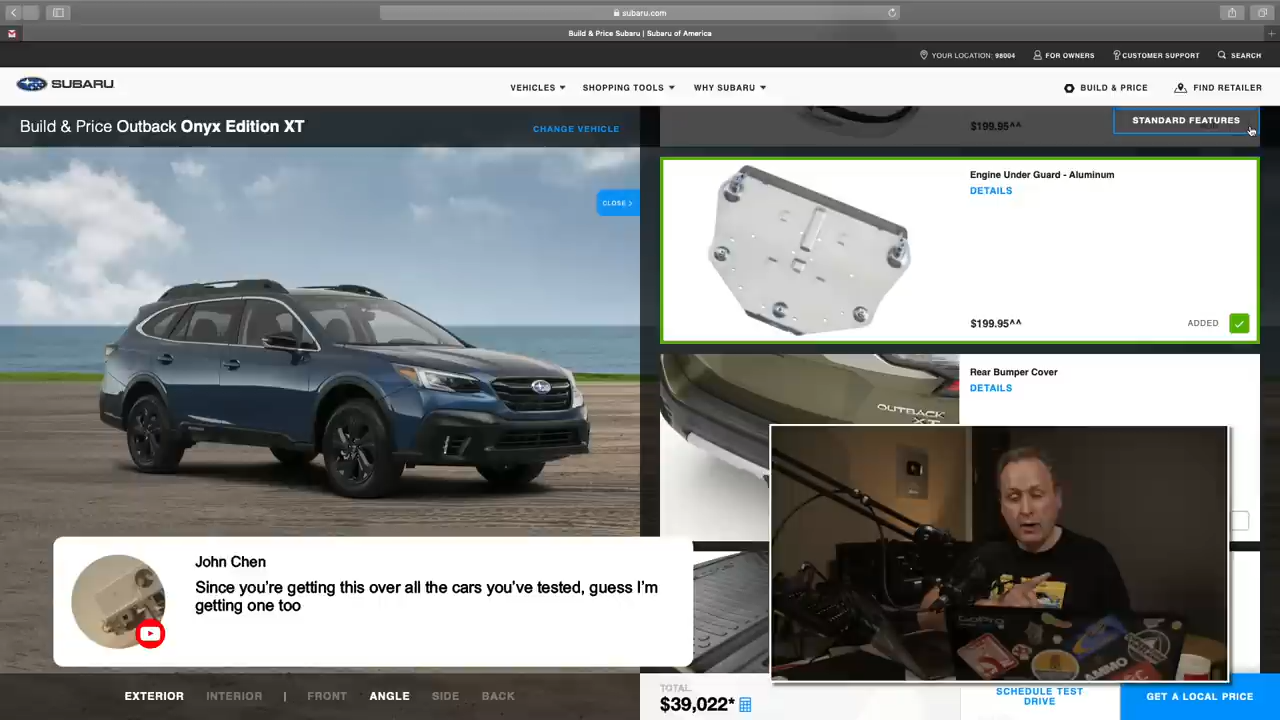 subaru.com
Build & Price Subaru | Subaru of America
YOUR LOCATION: 98004
FOR OWNERS
CUSTOMER SUPPORT
SEARCH
SUBARU
VEHICLES
SHOPPING TOOLS
WHY SUBARU
BUILD & PRICE
FIND RETAILER
Build & Price Outback Onyx Edition XT
CHANGE VEHICLE
$199.95^^
STANDARD FEATURES
CLOSE >
Engine Under Guard - Aluminum
DETAILS
$199.95^^
ADDED
Rear Bumper Cover
DETAILS
OUTBACK
XT
John Chen
Since you're getting this over all the cars you've tested, guess I'm
getting one too
GoPro
AMMO
EXTERIOR
INTERIOR
|
FRONT
ANGLE
SIDE
BACK
TOTAL
$39,022*
SCHEDULE TEST
DRIVE
GET A LOCAL PRICE